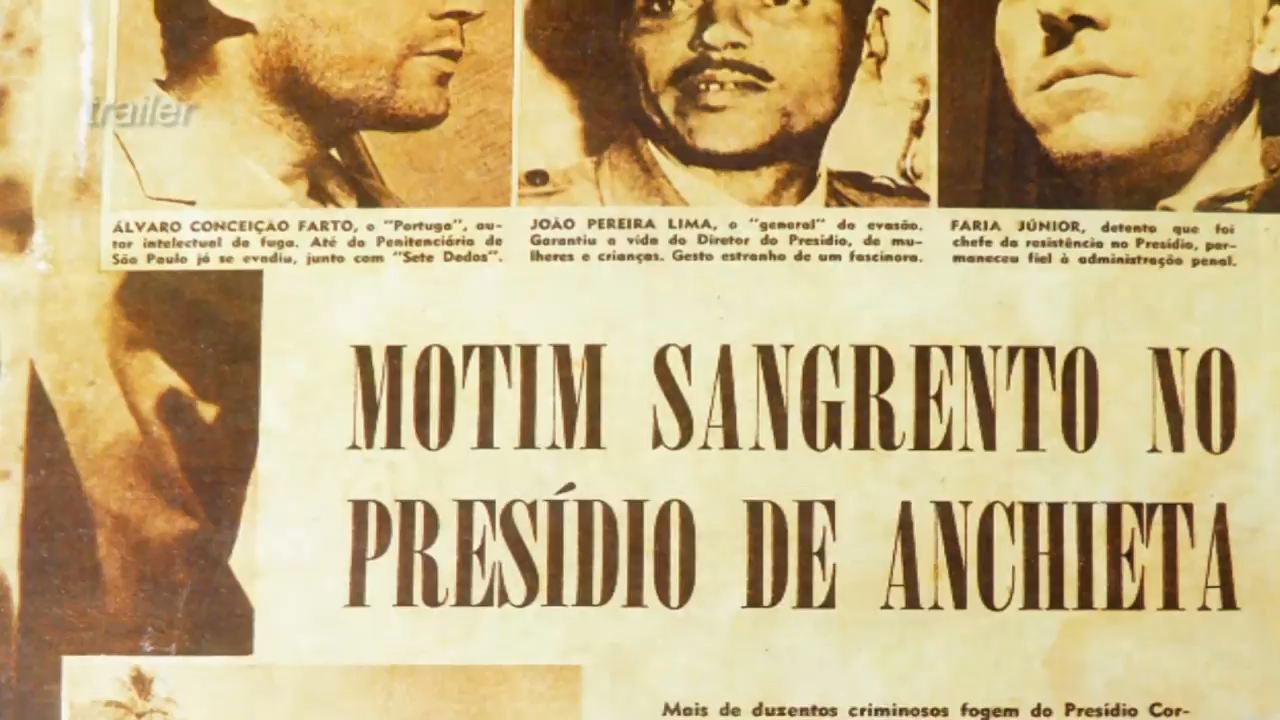 trailer
ÁLVARO CONCEIÇÃO FARTO, o "Portuga", au-
tor intelectual da fuga. Até da Penitenciária de
São Paulo já se evadiu, junto com "Sete Dedos".
JOÃO PEREIRA LIMA, o "general" da evasão.
Garantiu a vida do Diretor do Presídio, de mu-
lheres e crianças. Gesto estranho de um fascínora.
FARIA JÚNIOR, detento que foi
chefe da resistência no Presídio, per-
maneceu fiel à administração penal.
MOTIM SANGRENTO NO
PRESÍDIO DE ANCHIETA
Mais de duzentos criminosos fogem do Presídio Cor-